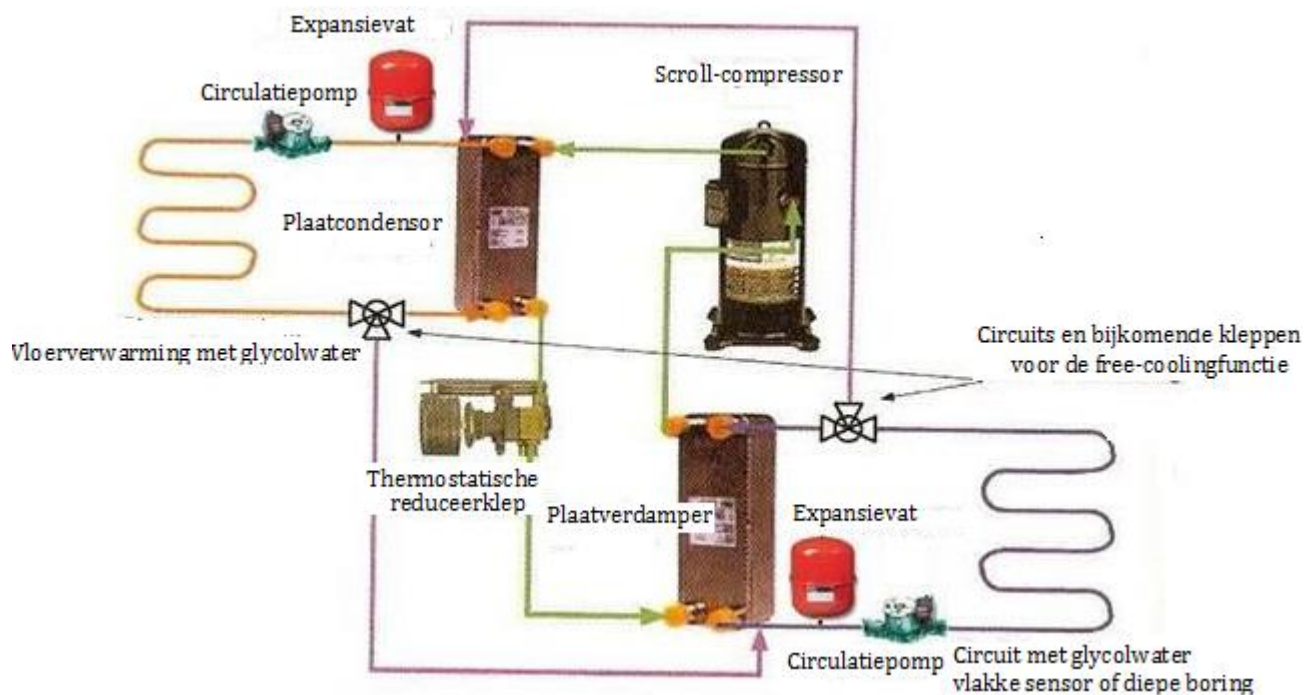 Expansievat
Circulatiepomp
Scroll-compressor
Plaatcondensor
Vloerverwarming met glycolwater
Circuits en bijkomende kleppen
voor de free-coolingfunctie
Thermostatische
reduceerklep
Plaatverdamper
Expansievat
Circulatiepomp
Circuit met glycolwater
vlakke sensor of diepe boring